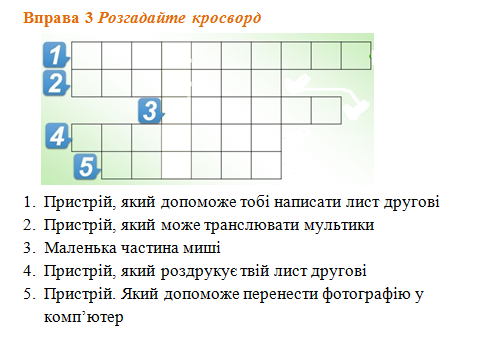 Вправа 3 Розгадайте кросворд
1
2
3
4
5
1. Пристрій, який допоможе тобі написати лист другові
2. Пристрій, який може транслювати мультики
3. Маленька частина миші
4. Пристрій, який роздрукує твій лист другові
5. Пристрій. Який допоможе перенести фотографію у
комп’ютер